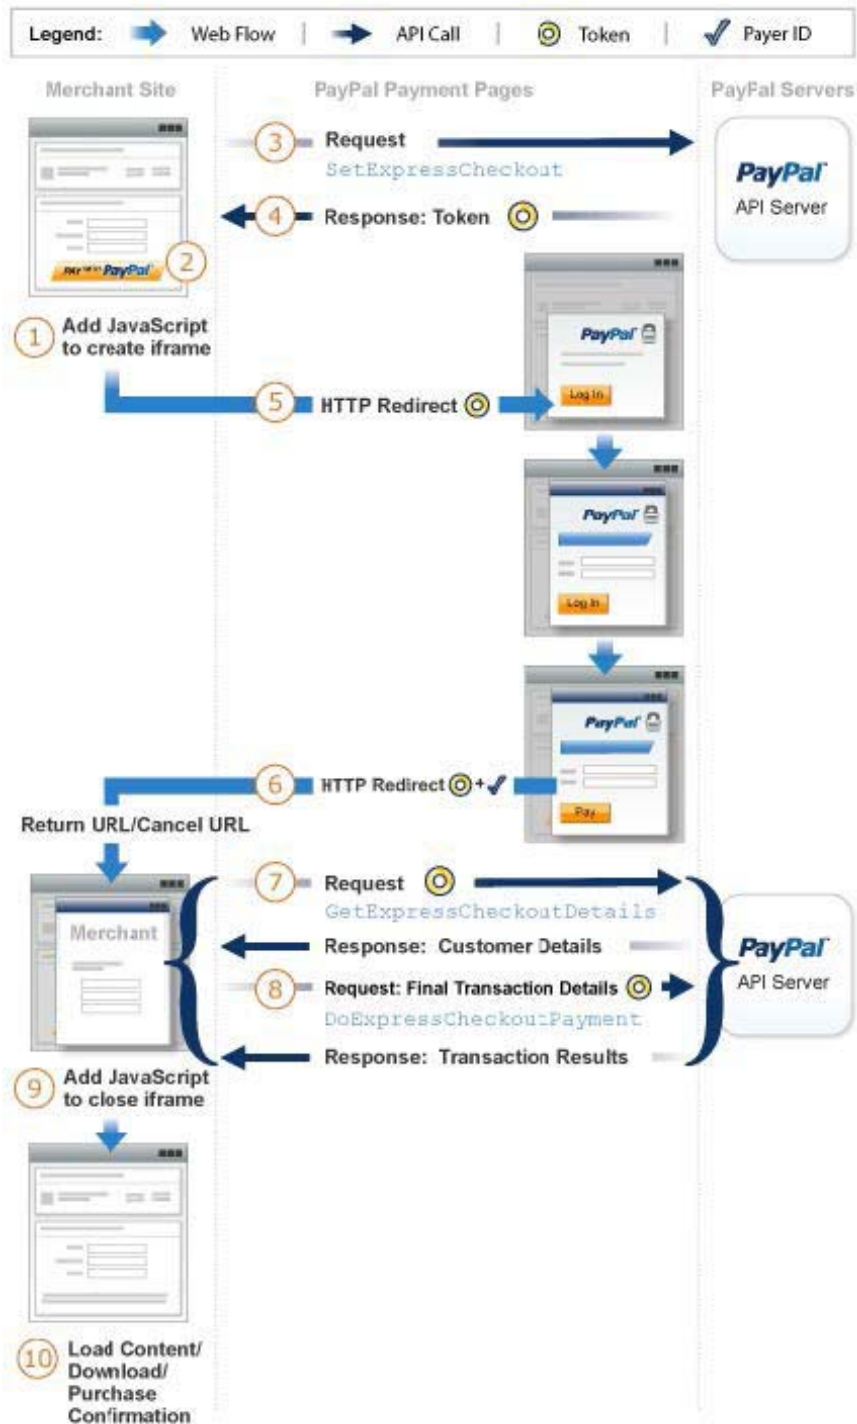 Legend: Web Flow | API Call | Token | Payer ID
Merchant Site PayPal Payment Pages PayPal Servers
3 Request
SetExpressCheckout
PayPal
API Server
4 Response: Token
PAY WITH PayPal 2
1 Add JavaScript
to create iframe
PayPal
Log In
5 HTTP Redirect
PayPal
Log In
PayPal
Pay
6 HTTP Redirect +
Return URL/Cancel URL
Merchant
7 Request
GetExpressCheckoutDetails
Response: Customer Details
8 Request: Final Transaction Details
DoExpressCheckoutPayment
Response: Transaction Results
PayPal
API Server
9 Add JavaScript
to close iframe
10 Load Content/
Download/
Purchase
Confirmation